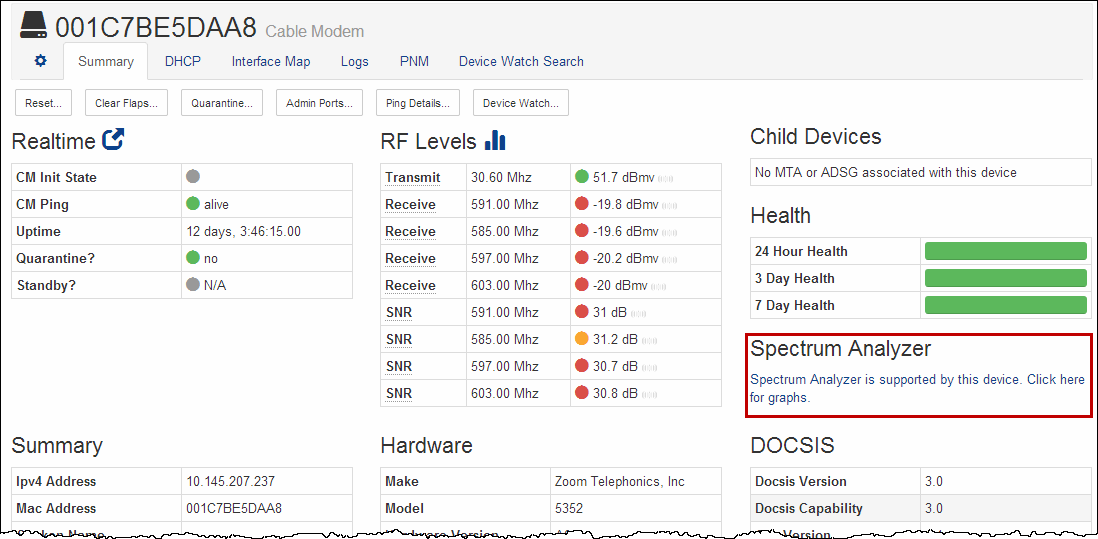 001C7BE5DAA8 Cable Modem
Summary DHCP Interface Map Logs PNM Device Watch Search
Reset... Clear Flaps... Quarantine... Admin Ports... Ping Details... Device Watch...
Realtime
CM Init State
CM Ping alive
Uptime 12 days, 3:46:15.00
Quarantine? no
Standby? N/A
RF Levels
Transmit 30.60 Mhz 51.7 dBmv
Receive 591.00 Mhz -19.8 dBmv
Receive 585.00 Mhz -19.6 dBmv
Receive 597.00 Mhz -20.2 dBmv
Receive 603.00 Mhz -20 dBmv
SNR 591.00 Mhz 31 dB
SNR 585.00 Mhz 31.2 dB
SNR 597.00 Mhz 30.7 dB
SNR 603.00 Mhz 30.8 dB
Child Devices
No MTA or ADSG associated with this device
Health
24 Hour Health
3 Day Health
7 Day Health
Spectrum Analyzer
Spectrum Analyzer is supported by this device. Click here
for graphs.
Summary
Ipv4 Address 10.145.207.237
Mac Address 001C7BE5DAA8
Hardware
Make Zoom Telephonics, Inc
Model 5352
DOCSIS
Docsis Version 3.0
Docsis Capability 3.0